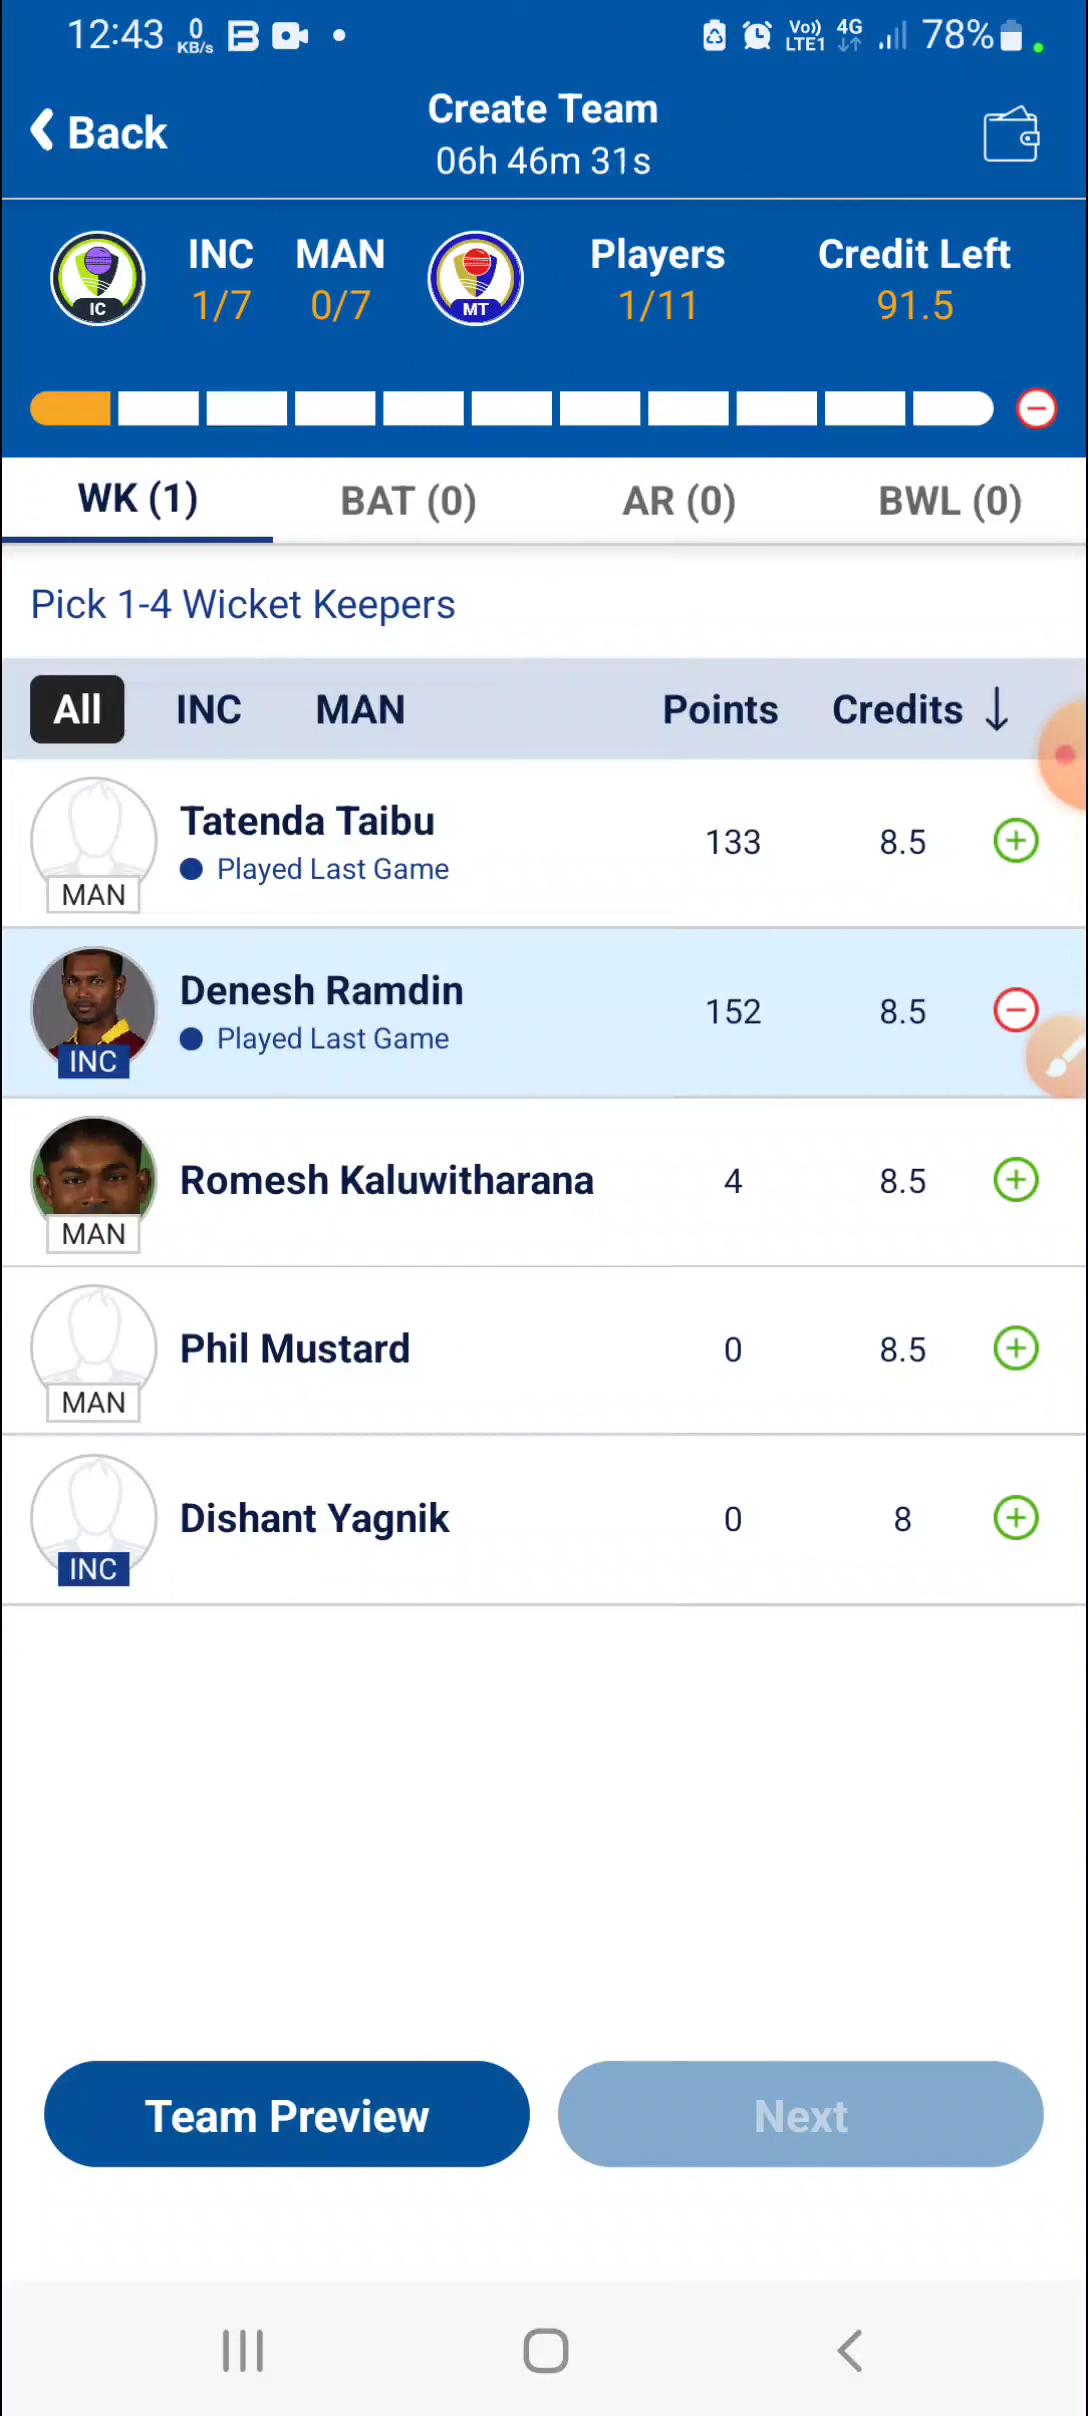 12:43 0 KB/s Vo)) LTE1 4G 78%
Back
Create Team
06h 46m 31s
IC INC MAN MT Players Credit Left
1/7 0/7 1/11 91.5
WK (1) BAT (0) AR (0) BWL (0)
Pick 1-4 Wicket Keepers
All INC MAN Points Credits ↓
Tatenda Taibu 133 8.5
Played Last Game
MAN
Denesh Ramdin 152 8.5
Played Last Game
INC
Romesh Kaluwitharana 4 8.5
MAN
Phil Mustard 0 8.5
MAN
Dishant Yagnik 0 8
INC
Team Preview Next